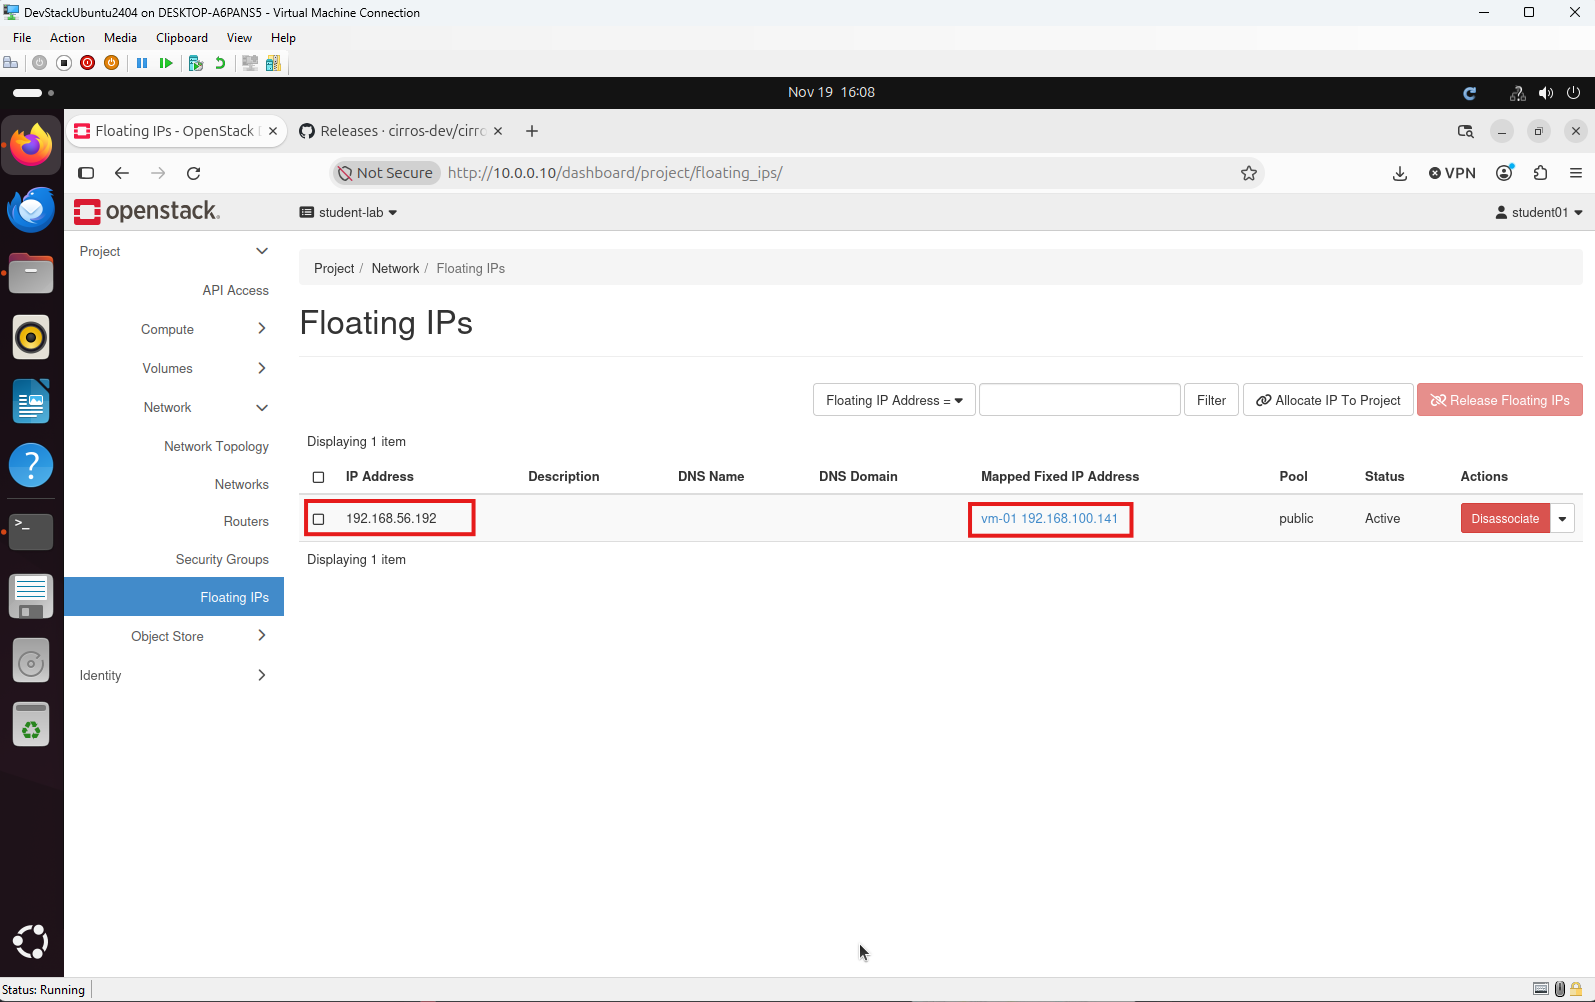 DevStackUbuntu2404 on DESKTOP-A6PANS5 - Virtual Machine Connection
File Action Media Clipboard View Help
Nov 19 16:08
Floating IPs - OpenStack
Releases · cirros-dev/cirro
Not Secure http://10.0.0.10/dashboard/project/floating_ips/
VPN
openstack.
student-lab
student01
Project
API Access
Compute
Volumes
Network
Network Topology
Networks
Routers
Security Groups
Floating IPs
Object Store
Identity
Project / Network / Floating IPs
Floating IPs
Floating IP Address = Filter Allocate IP To Project Release Floating IPs
Displaying 1 item
IP Address Description DNS Name DNS Domain Mapped Fixed IP Address Pool Status Actions
192.168.56.192 vm-01 192.168.100.141 public Active Disassociate
Displaying 1 item
Status: Running